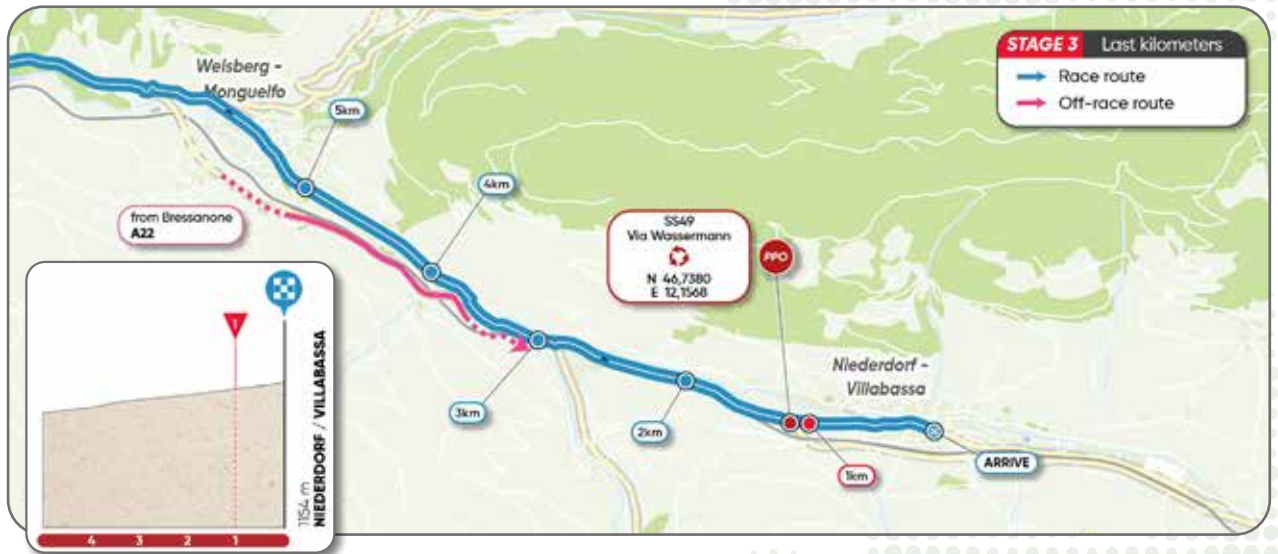 STAGE 3 Last kilometers
Race route
Off-race route
Welsberg -
Monguelfo
5km
4km
from Bressanone
A22
SS49
Via Wassermann
N 46,7380
E 12,1568
PPO
Niederdorf -
Villabassa
3km
2km
1km
ARRIVE
1
1154 m
NIEDERDORF / VILLABASSA
4 3 2 1